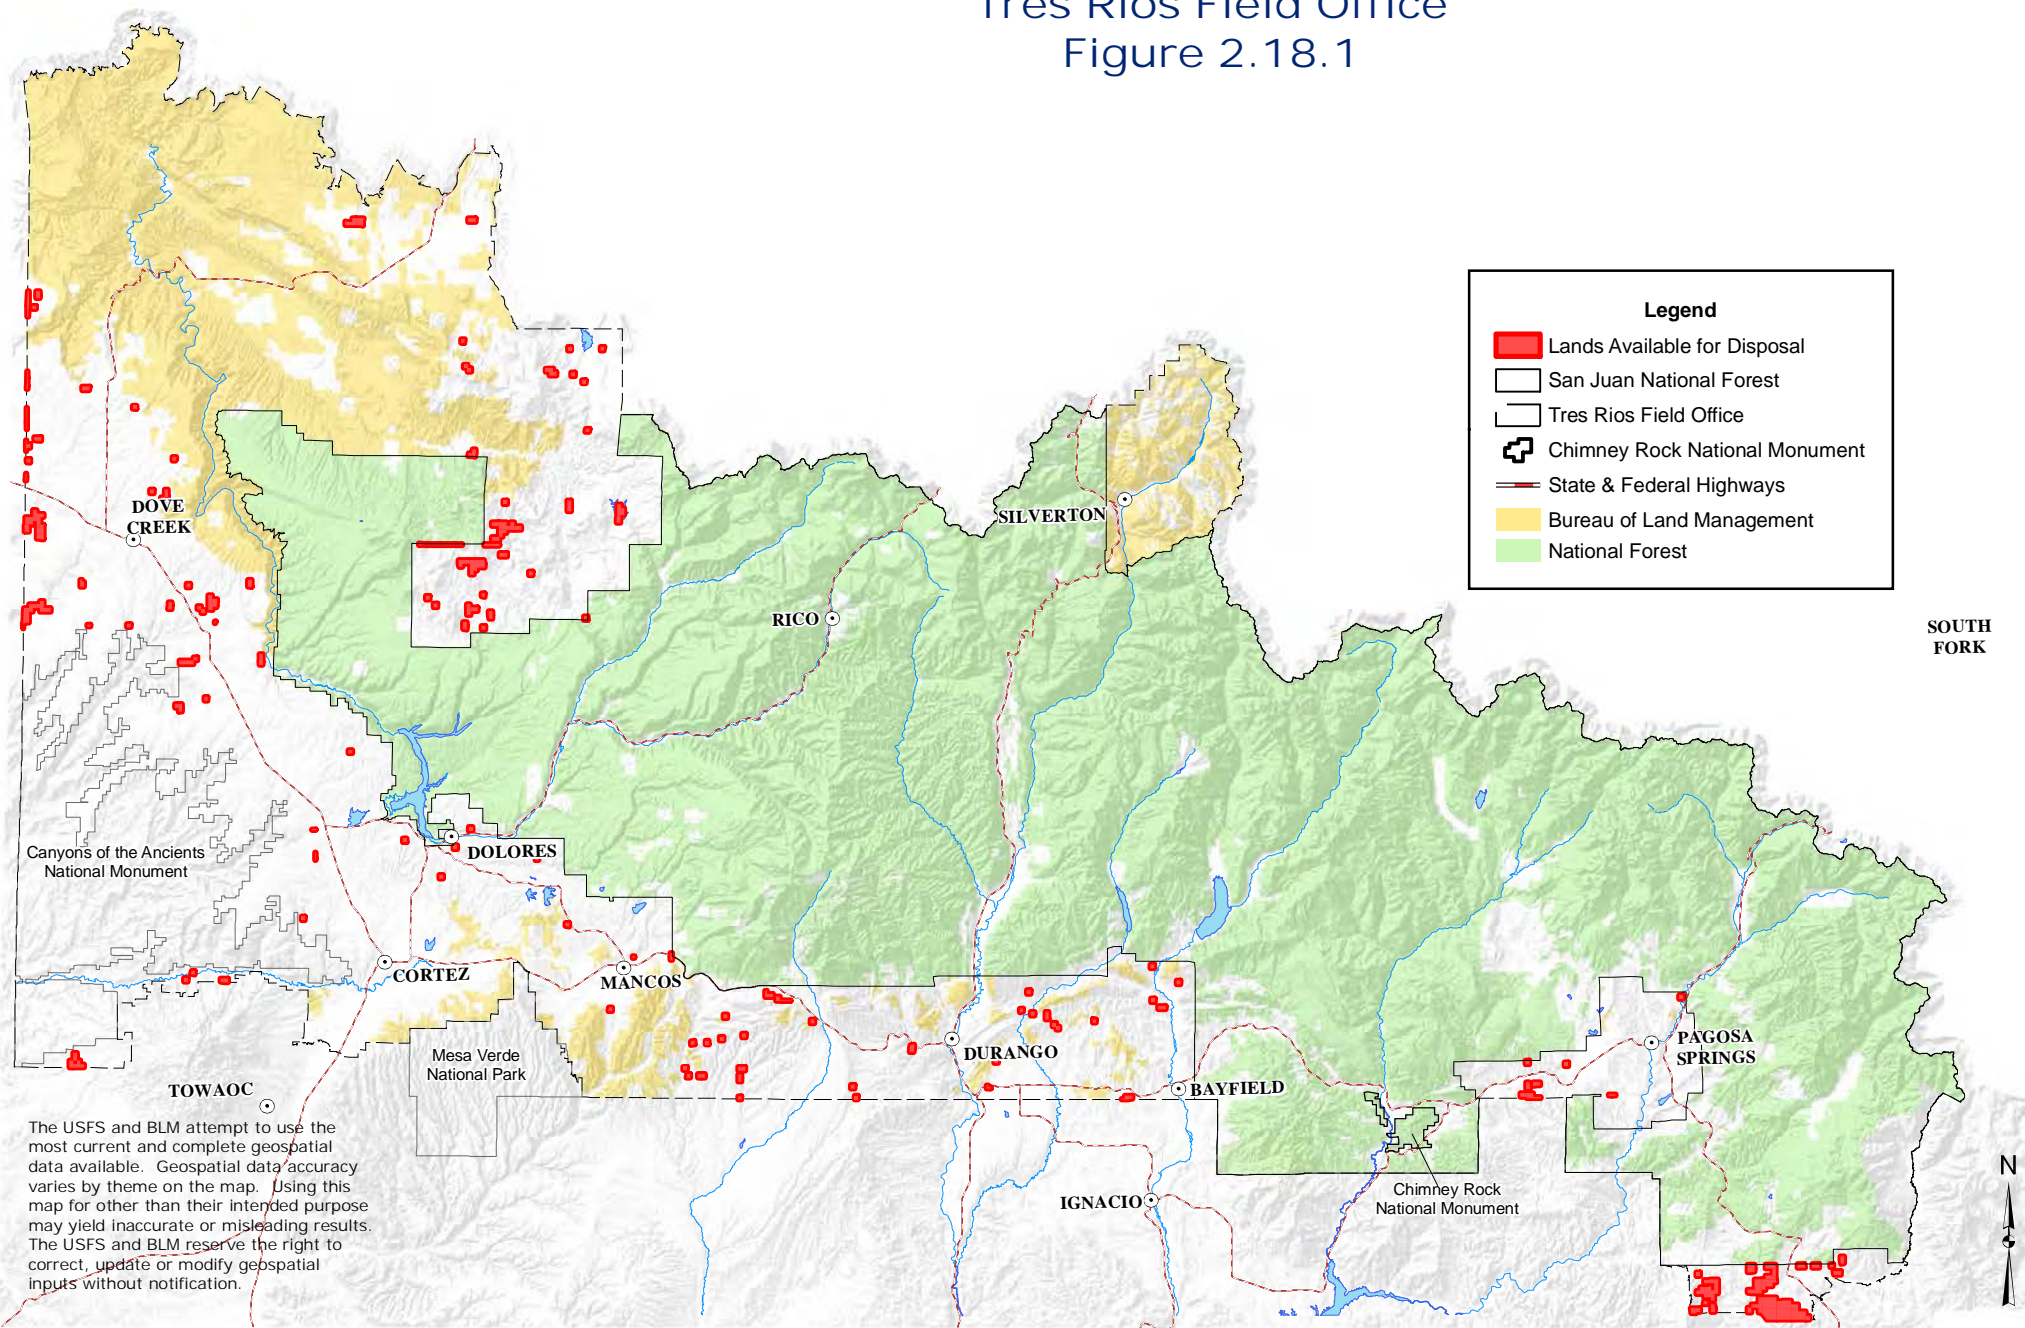 Tres Rios Field Office
Figure 2.18.1
Legend
Lands Available for Disposal
San Juan National Forest
Tres Rios Field Office
Chimney Rock National Monument
State & Federal Highways
Bureau of Land Management
National Forest
DOVE
CREEK
SILVERTON
RICO
SOUTH
FORK
DOLORES
Canyons of the Ancients
National Monument
CORTEZ
MANCOS
Mesa Verde
National Park
DURANGO
PAGOSA
SPRINGS
TOWAOC
BAYFIELD
IGNACIO
Chimney Rock
National Monument
N
The USFS and BLM attempt to use the
most current and complete geospatial
data available. Geospatial data accuracy
varies by theme on the map. Using this
map for other than their intended purpose
may yield inaccurate or misleading results.
The USFS and BLM reserve the right to
correct, update or modify geospatial
inputs without notification.